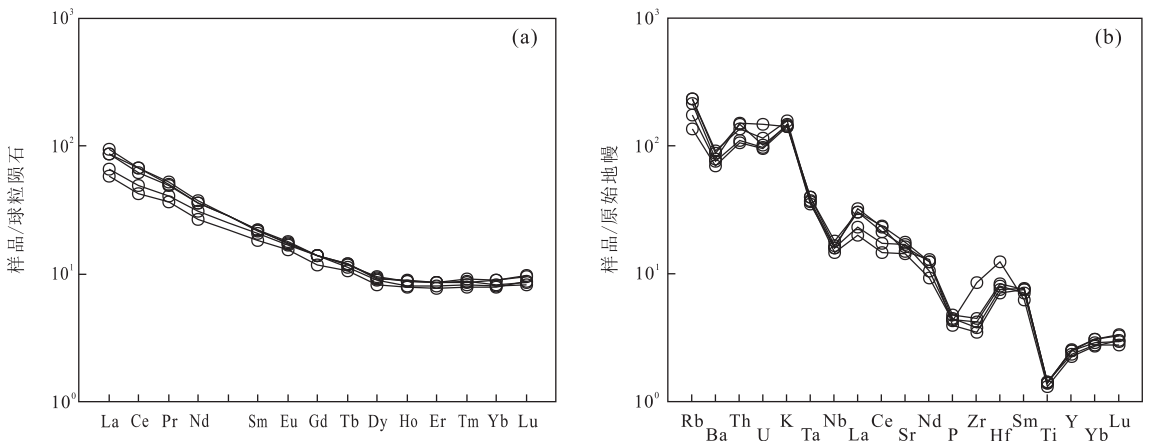 10³
(a)
10²
10¹
10⁰
样品/球粒陨石
La Ce Pr Nd Sm Eu Gd Tb Dy Ho Er Tm Yb Lu
10³
(b)
10²
10¹
10⁰
样品/原始地幔
Rb Th K Nb Ce Nd Zr Sm Y Lu
Ba U Ta La Sr P Hf Ti Yb